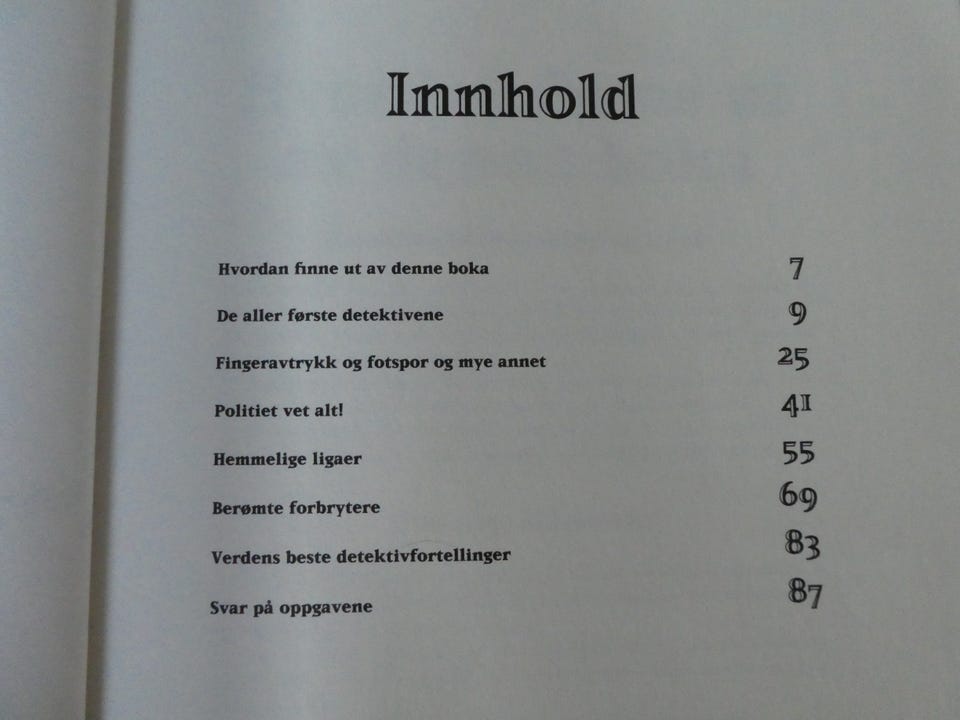 Innhold
Hvordan finne ut av denne boka 7
De aller første detektivene 9
Fingeravtrykk og fotspor og mye annet 25
Politiet vet alt! 41
Hemmelige ligaer 55
Berømte forbrytere 69
Verdens beste detektivfortellinger 83
Svar på oppgavene 87